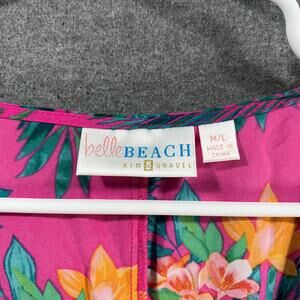 belle BEACH
KIM GRAVEL
M/L
MADE IN
CHINA